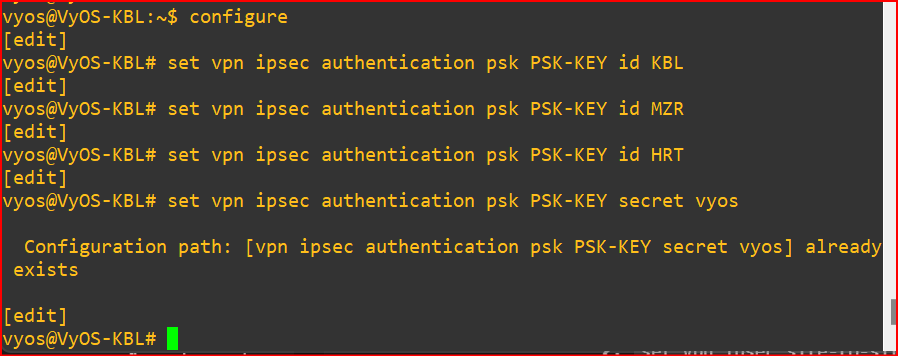 vyos@VyOS-KBL:~$ configure
[edit]
vyos@VyOS-KBL# set vpn ipsec authentication psk PSK-KEY id KBL
[edit]
vyos@VyOS-KBL# set vpn ipsec authentication psk PSK-KEY id MZR
[edit]
vyos@VyOS-KBL# set vpn ipsec authentication psk PSK-KEY id HRT
[edit]
vyos@VyOS-KBL# set vpn ipsec authentication psk PSK-KEY secret vyos
Configuration path: [vpn ipsec authentication psk PSK-KEY secret vyos] already
exists
[edit]
vyos@VyOS-KBL#